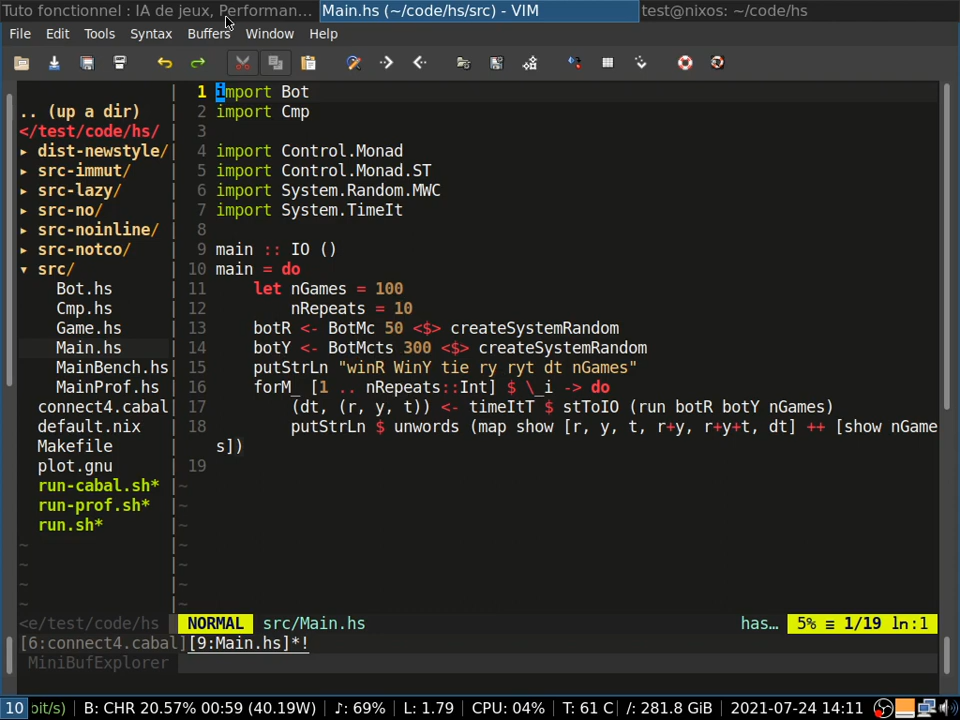 Tuto fonctionnel : IA de jeux, Performan...
Main.hs (~/code/hs/src) - VIM
test@nixos: ~/code/hs
File Edit Tools Syntax Buffers Window Help
.. (up a dir)
</test/code/hs/
▸ dist-newstyle/
▸ src-immut/
▸ src-lazy/
▸ src-no/
▸ src-noinline/
▸ src-notco/
▾ src/
Bot.hs
Cmp.hs
Game.hs
Main.hs
MainBench.hs
MainProf.hs
connect4.cabal
default.nix
Makefile
plot.gnu
run-cabal.sh*
run-prof.sh*
run.sh*
~
~
~
~
<e/test/code/hs
1 import Bot
2 import Cmp
3
4 import Control.Monad
5 import Control.Monad.ST
6 import System.Random.MWC
7 import System.TimeIt
8
9 main :: IO ()
10 main = do
11     let nGames = 100
12         nRepeats = 10
13     botR <- BotMc 50 <$> createSystemRandom
14     botY <- BotMcts 300 <$> createSystemRandom
15     putStrLn "winR WinY tie ry ryt dt nGames"
16     forM_ [1 .. nRepeats::Int] $ \_i -> do
17         (dt, (r, y, t)) <- timeItT $ stToIO (run botR botY nGames)
18         putStrLn $ unwords (map show [r, y, t, r+y, r+y+t, dt] ++ [show nGame
s])
19
~
~
~
~
~
~
~
NORMAL src/Main.hs has… 5% ≡ 1/19 ln:1
[6:connect4.cabal][9:Main.hs]*!
MiniBufExplorer
10 bit/s) | B: CHR 20.57% 00:59 (40.19W) | ♪: 69% | L: 1.79 | CPU: 04% | T: 61 C | /: 281.8 GiB | 2021-07-24 14:11